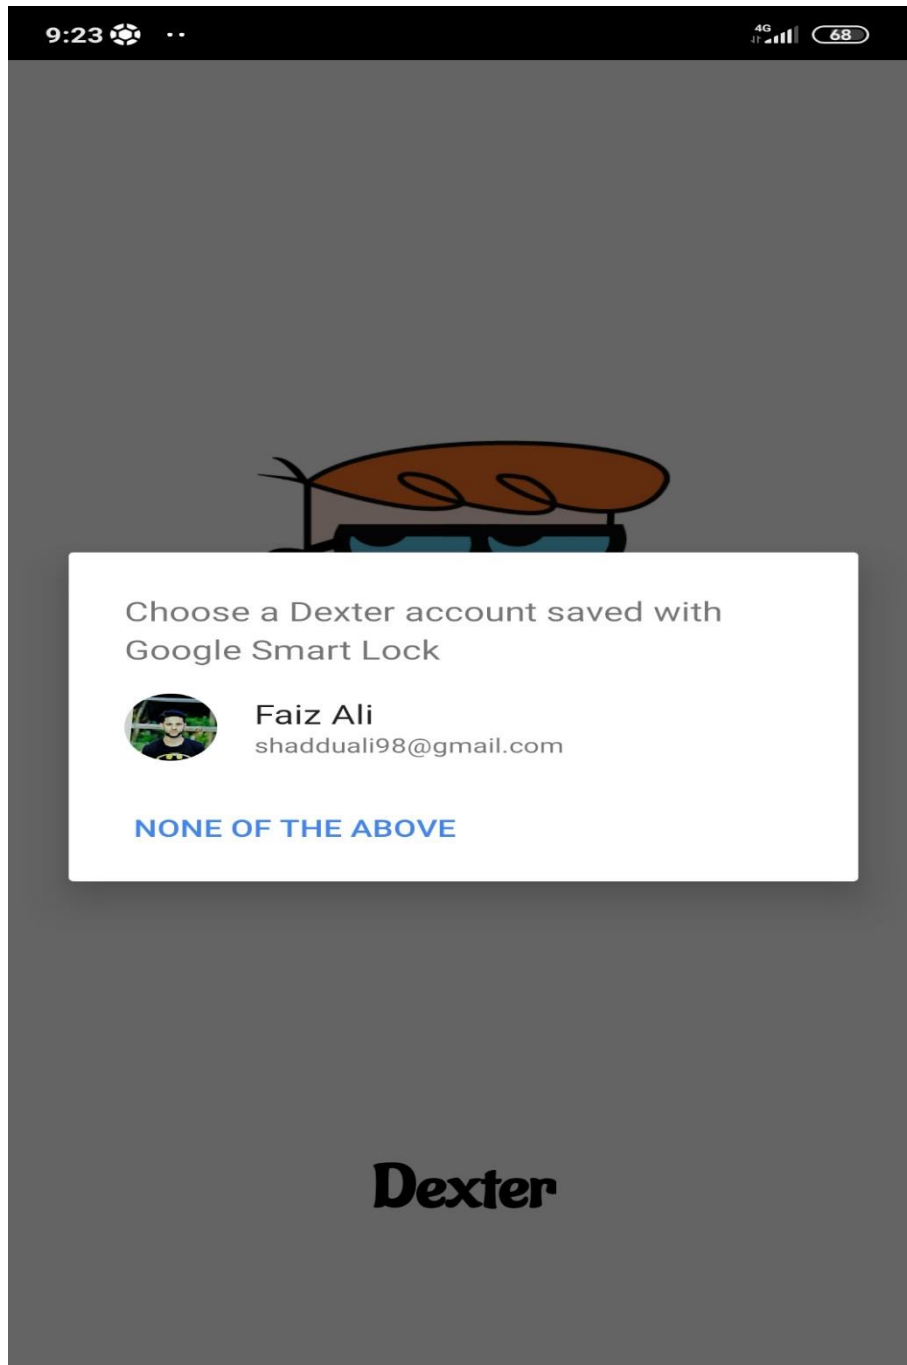 9:23
4G
68
Choose a Dexter account saved with
Google Smart Lock
Faiz Ali
shadduali98@gmail.com
NONE OF THE ABOVE
Dexter